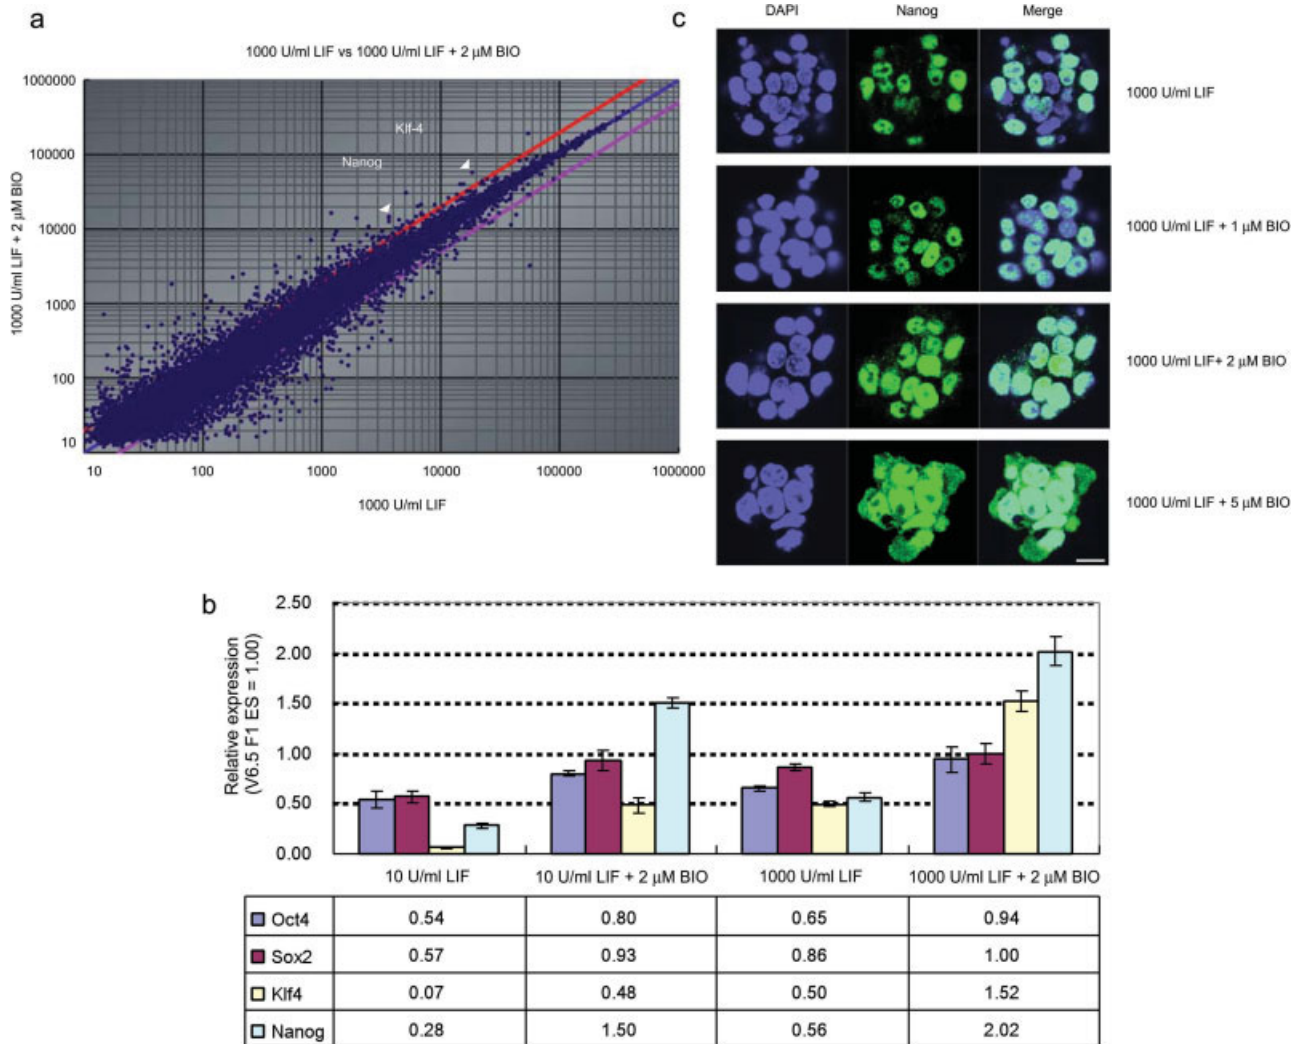 a
1000 U/ml LIF vs 1000 U/ml LIF + 2 µM BIO
1000 U/ml LIF + 2 µM BIO
1000000
100000
10000
1000
100
10
Klf-4
Nanog
10 100 1000 10000 100000 1000000
1000 U/ml LIF
c
DAPI Nanog Merge
1000 U/ml LIF
1000 U/ml LIF + 1 µM BIO
1000 U/ml LIF+ 2 µM BIO
1000 U/ml LIF + 5 µM BIO
b
Relative expression
(V6.5 F1 ES = 1.00)
2.50
2.00
1.50
1.00
0.50
0.00
10 U/ml LIF 10 U/ml LIF + 2 µM BIO 1000 U/ml LIF 1000 U/ml LIF + 2 µM BIO
Oct4 0.54 0.80 0.65 0.94
Sox2 0.57 0.93 0.86 1.00
Klf4 0.07 0.48 0.50 1.52
Nanog 0.28 1.50 0.56 2.02